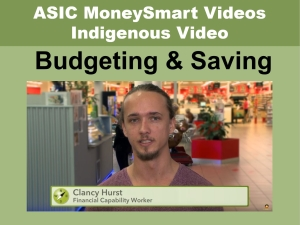 ASIC MoneySmart Videos
Indigenous Video
Budgeting & Saving
Clancy Hurst
Financial Capability Worker